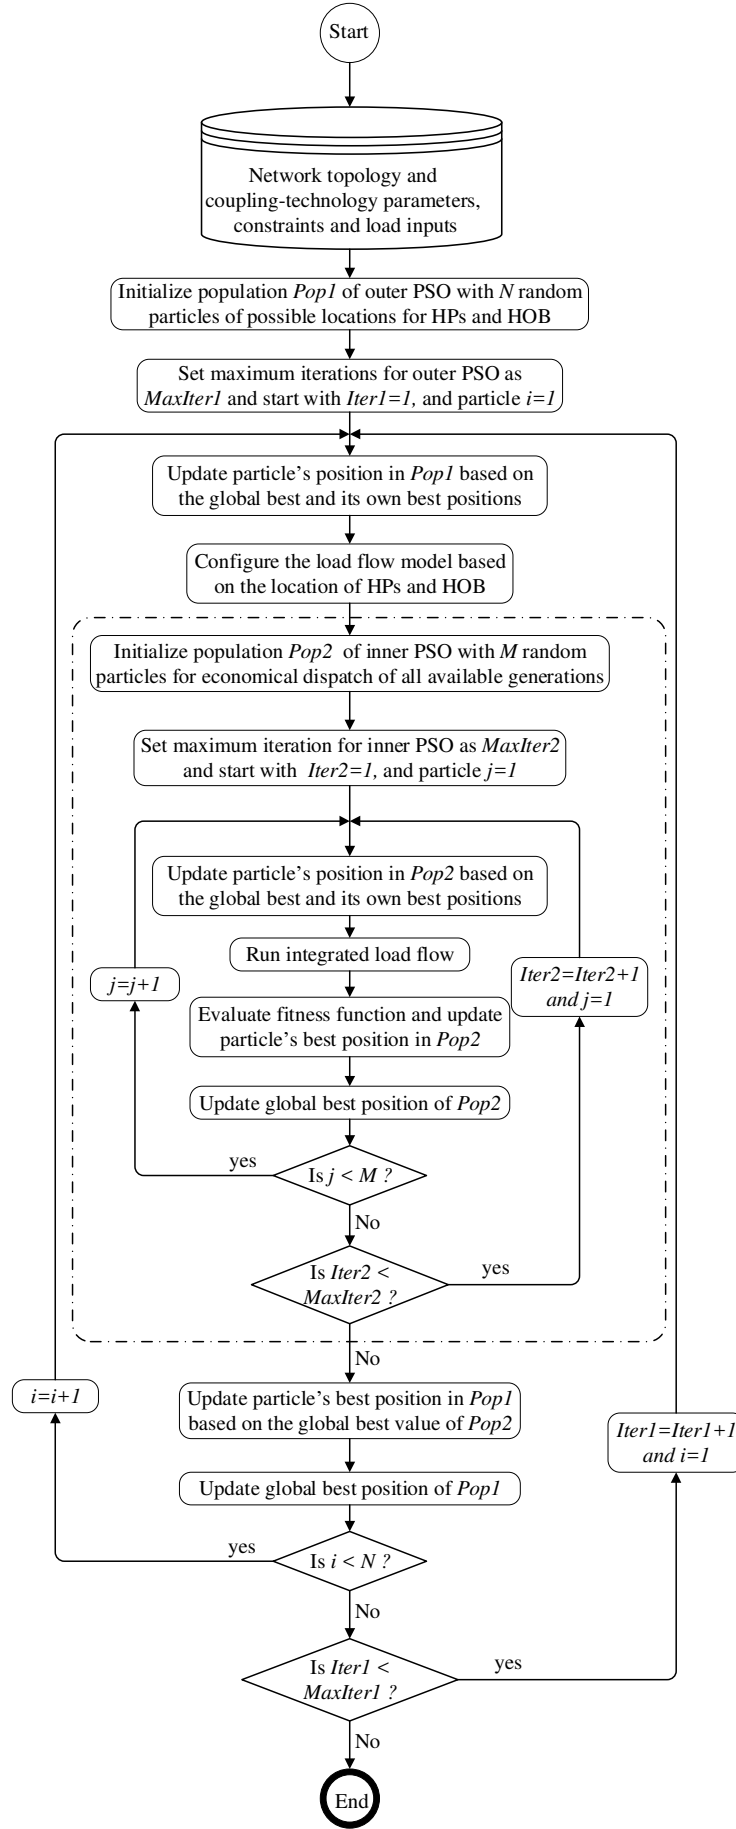 Start
Network topology and
coupling-technology parameters,
constraints and load inputs
Initialize population Pop1 of outer PSO with N random
particles of possible locations for HPs and HOB
Set maximum iterations for outer PSO as
MaxIter1 and start with Iter1=1, and particle i=1
Update particle's position in Pop1 based on
the global best and its own best positions
Configure the load flow model based
on the location of HPs and HOB
Initialize population Pop2 of inner PSO with M random
particles for economical dispatch of all available generations
Set maximum iteration for inner PSO as MaxIter2
and start with Iter2=1, and particle j=1
Update particle's position in Pop2 based on
the global best and its own best positions
Run integrated load flow
j=j+1
Iter2=Iter2+1
and j=1
Evaluate fitness function and update
particle's best position in Pop2
Update global best position of Pop2
yes
Is j < M ?
No
Is Iter2 <
MaxIter2 ?
yes
No
i=i+1
Update particle's best position in Pop1
based on the global best value of Pop2
Iter1=Iter1+1
and i=1
Update global best position of Pop1
yes
Is i < N ?
No
Is Iter1 <
MaxIter1 ?
yes
No
End